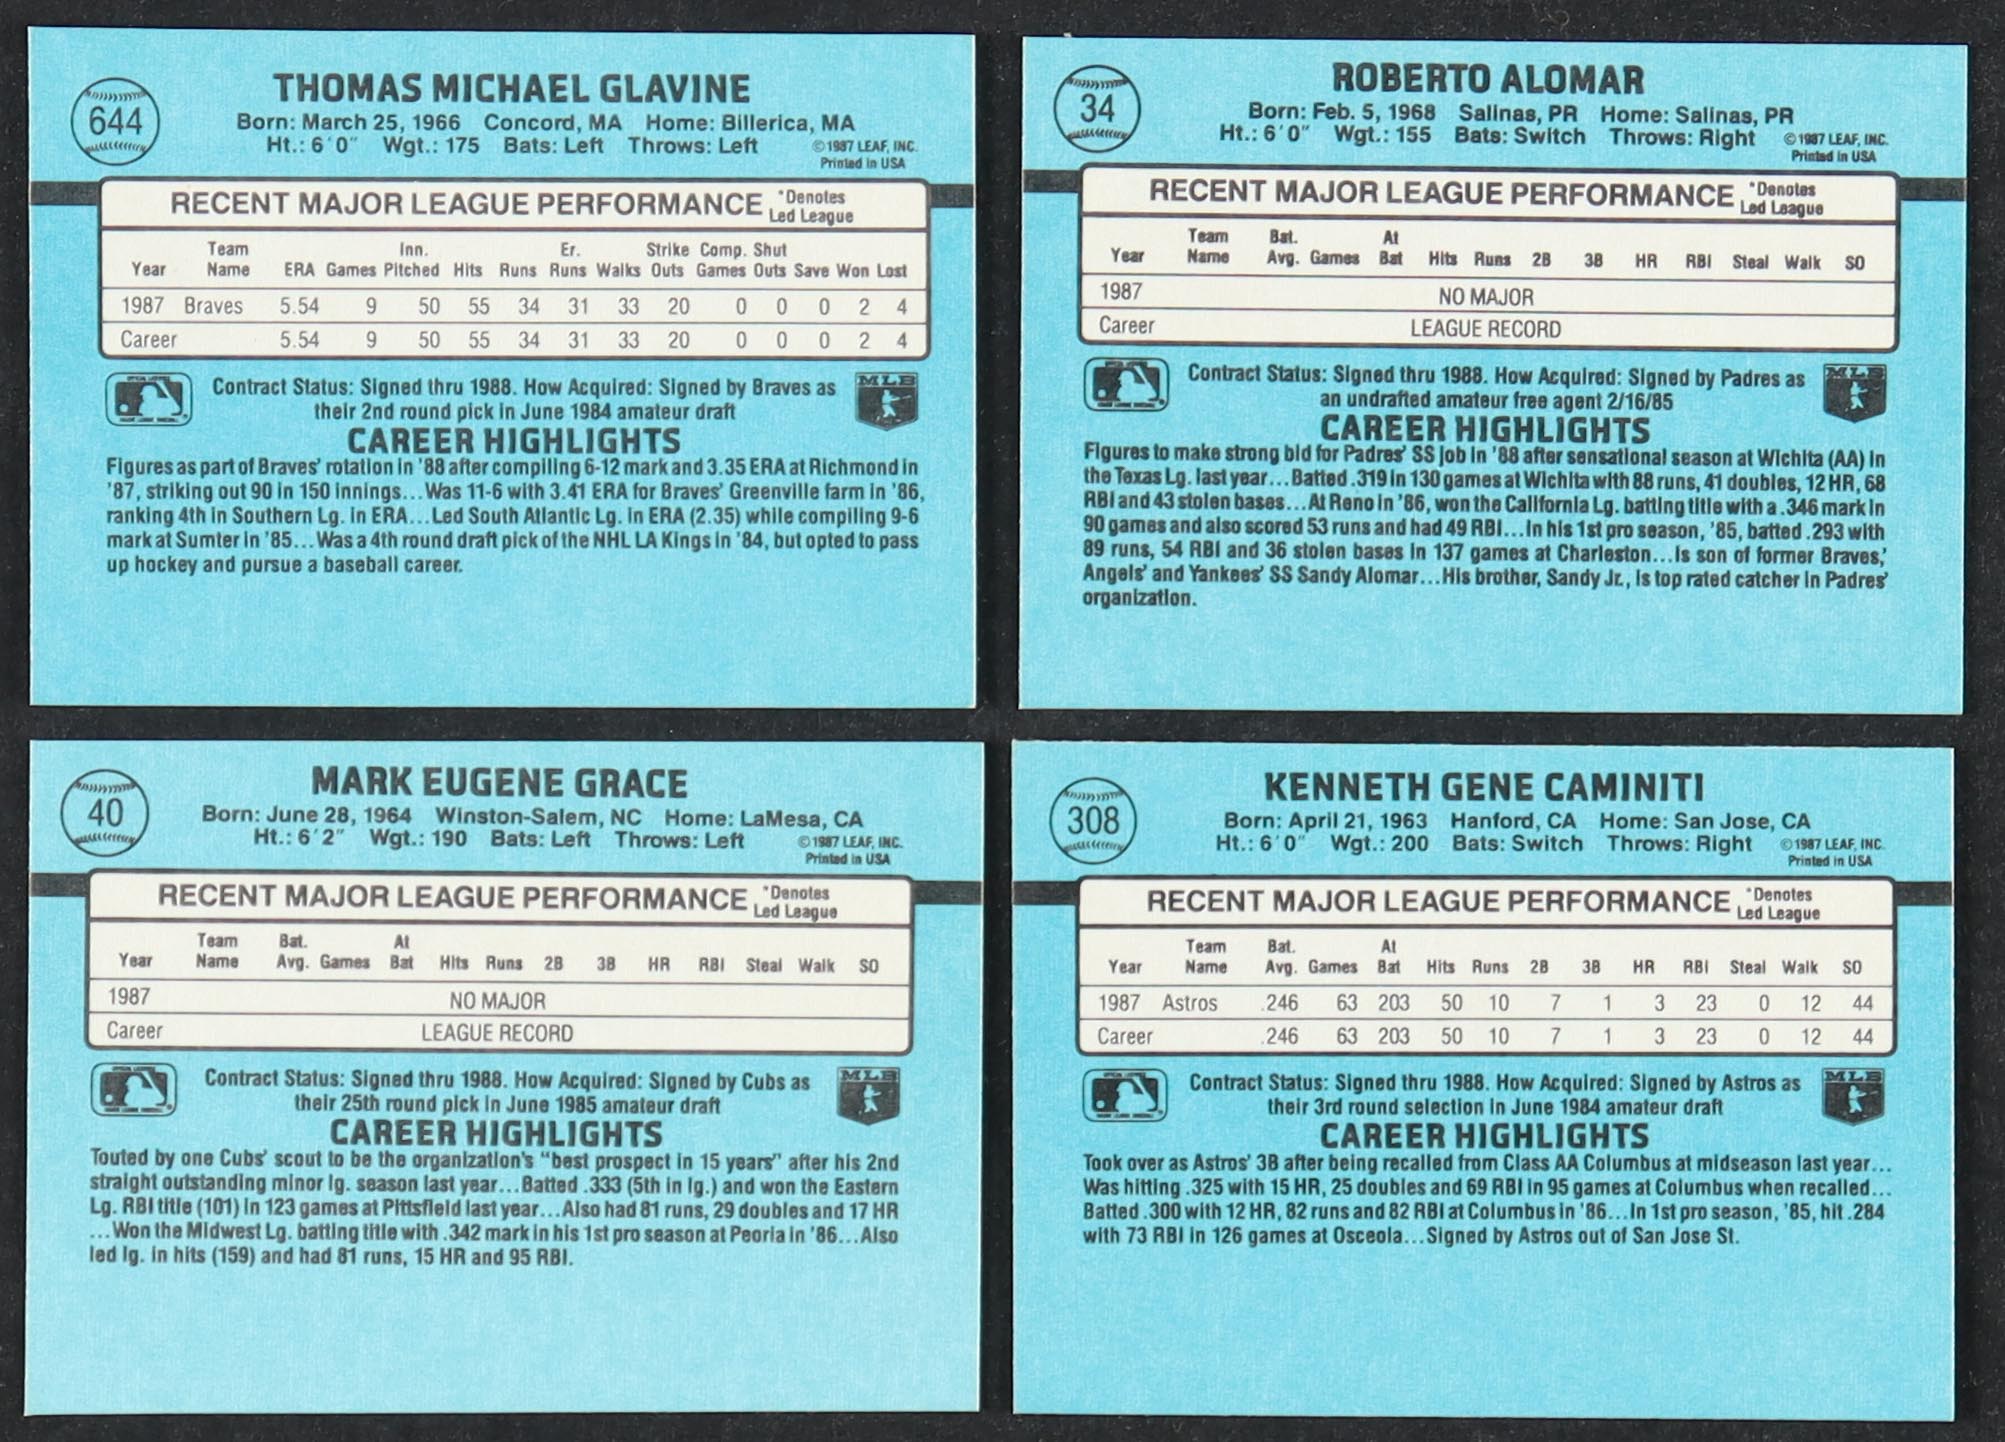 644
THOMAS MICHAEL GLAVINE
Born: March 25, 1966 Concord, MA Home: Billerica, MA
Ht.: 6'0" Wgt.: 175 Bats: Left Throws: Left ©1987 LEAF, INC.
Printed in USA
RECENT MAJOR LEAGUE PERFORMANCE *Denotes Led League
Team Inn. Er. Strike Comp. Shut
Year Name ERA Games Pitched Hits Runs Runs Walks Outs Games Outs Save Won Lost
1987 Braves 5.54 9 50 55 34 31 33 20 0 0 0 2 4
Career 5.54 9 50 55 34 31 33 20 0 0 0 2 4
Contract Status: Signed thru 1988. How Acquired: Signed by Braves as
their 2nd round pick in June 1984 amateur draft
MLB
CAREER HIGHLIGHTS
Figures as part of Braves' rotation in '88 after compiling 6-12 mark and 3.35 ERA at Richmond in
'87, striking out 90 in 150 innings...Was 11-6 with 3.41 ERA for Braves' Greenville farm in '86,
ranking 4th in Southern Lg. in ERA...Led South Atlantic Lg. in ERA (2.35) while compiling 9-6
mark at Sumter in '85...Was a 4th round draft pick of the NHL LA Kings in '84, but opted to pass
up hockey and pursue a baseball career.
34
ROBERTO ALOMAR
Born: Feb. 5, 1968 Salinas, PR Home: Salinas, PR
Ht.: 6'0" Wgt.: 155 Bats: Switch Throws: Right ©1987 LEAF, INC.
Printed in USA
RECENT MAJOR LEAGUE PERFORMANCE *Denotes Led League
Team Bat. At
Year Name Avg. Games Bat Hits Runs 2B 3B HR RBI Steal Walk SO
1987 NO MAJOR
Career LEAGUE RECORD
Contract Status: Signed thru 1988. How Acquired: Signed by Padres as
an undrafted amateur free agent 2/16/85
MLB
CAREER HIGHLIGHTS
Figures to make strong bid for Padres' SS job in '88 after sensational season at Wichita (AA) in
the Texas Lg. last year...Batted .319 in 130 games at Wichita with 88 runs, 41 doubles, 12 HR, 68
RBI and 43 stolen bases...At Reno in '86, won the California Lg. batting title with a .346 mark in
90 games and also scored 53 runs and had 49 RBI...In his 1st pro season, '85, batted .293 with
89 runs, 54 RBI and 36 stolen bases in 137 games at Charleston...Is son of former Braves,'
Angels' and Yankees' SS Sandy Alomar...His brother, Sandy Jr., is top rated catcher in Padres'
organization.
40
MARK EUGENE GRACE
Born: June 28, 1964 Winston-Salem, NC Home: LaMesa, CA
Ht.: 6'2" Wgt.: 190 Bats: Left Throws: Left ©1987 LEAF, INC.
Printed in USA
RECENT MAJOR LEAGUE PERFORMANCE *Denotes Led League
Team Bat. At
Year Name Avg. Games Bat Hits Runs 2B 3B HR RBI Steal Walk SO
1987 NO MAJOR
Career LEAGUE RECORD
Contract Status: Signed thru 1988. How Acquired: Signed by Cubs as
their 25th round pick in June 1985 amateur draft
MLB
CAREER HIGHLIGHTS
Touted by one Cubs' scout to be the organization's "best prospect in 15 years" after his 2nd
straight outstanding minor lg. season last year...Batted .333 (5th in lg.) and won the Eastern
Lg. RBI title (101) in 123 games at Pittsfield last year...Also had 81 runs, 29 doubles and 17 HR
...Won the Midwest Lg. batting title with .342 mark in his 1st pro season at Peoria in '86...Also
led lg. in hits (159) and had 81 runs, 15 HR and 95 RBI.
308
KENNETH GENE CAMINITI
Born: April 21, 1963 Hanford, CA Home: San Jose, CA
Ht.: 6'0" Wgt.: 200 Bats: Switch Throws: Right ©1987 LEAF, INC.
Printed in USA
RECENT MAJOR LEAGUE PERFORMANCE *Denotes Led League
Team Bat. At
Year Name Avg. Games Bat Hits Runs 2B 3B HR RBI Steal Walk SO
1987 Astros .246 63 203 50 10 7 1 3 23 0 12 44
Career .246 63 203 50 10 7 1 3 23 0 12 44
Contract Status: Signed thru 1988. How Acquired: Signed by Astros as
their 3rd round selection in June 1984 amateur draft
MLB
CAREER HIGHLIGHTS
Took over as Astros' 3B after being recalled from Class AA Columbus at midseason last year...
Was hitting .325 with 15 HR, 25 doubles and 69 RBI in 95 games at Columbus when recalled...
Batted .300 with 12 HR, 82 runs and 82 RBI at Columbus in '86...In 1st pro season, '85, hit .284
with 73 RBI in 126 games at Osceola...Signed by Astros out of San Jose St.